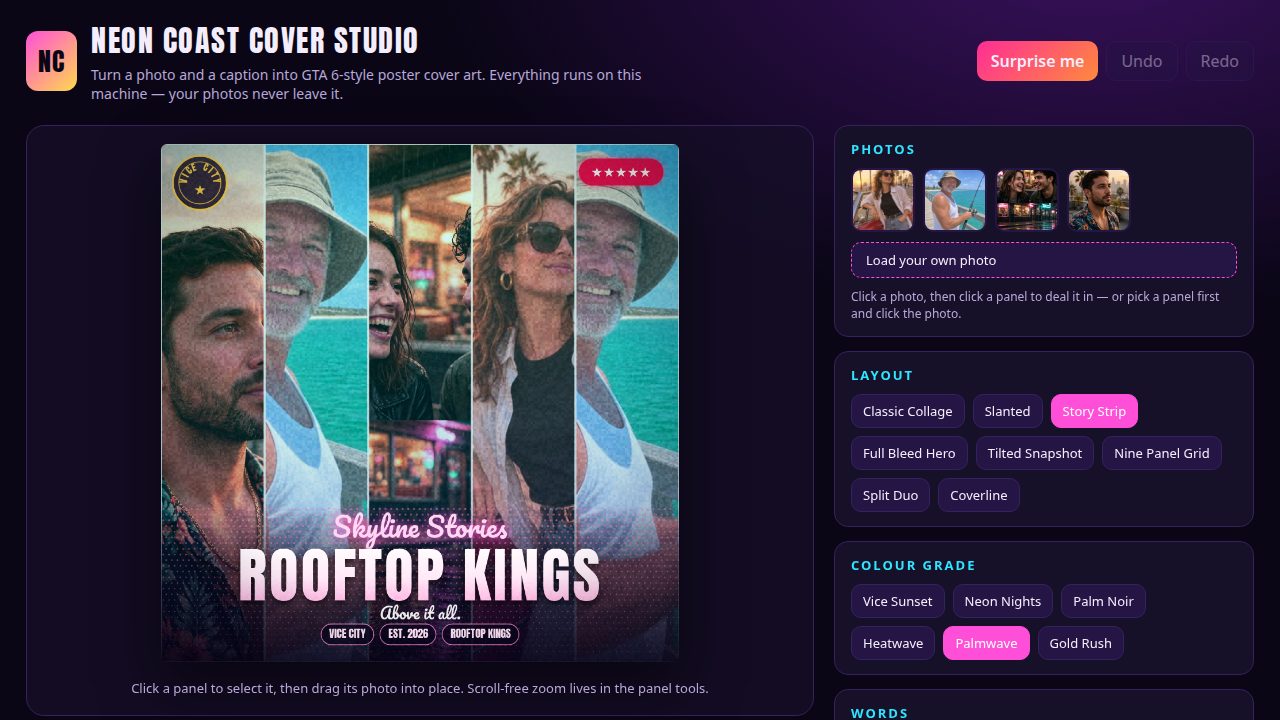 NC
NEON COAST COVER STUDIO
Turn a photo and a caption into GTA 6-style poster cover art. Everything runs on this
machine — your photos never leave it.
Surprise me
Undo
Redo
VICE CITY
★
★★★★★
Skyline Stories
ROOFTOP KINGS
Above it all.
VICE CITY
EST. 2026
ROOFTOP KINGS
Click a panel to select it, then drag its photo into place. Scroll-free zoom lives in the panel tools.
PHOTOS
Load your own photo
Click a photo, then click a panel to deal it in — or pick a panel first
and click the photo.
LAYOUT
Classic Collage
Slanted
Story Strip
Full Bleed Hero
Tilted Snapshot
Nine Panel Grid
Split Duo
Coverline
COLOUR GRADE
Vice Sunset
Neon Nights
Palm Noir
Heatwave
Palmwave
Gold Rush
WORDS